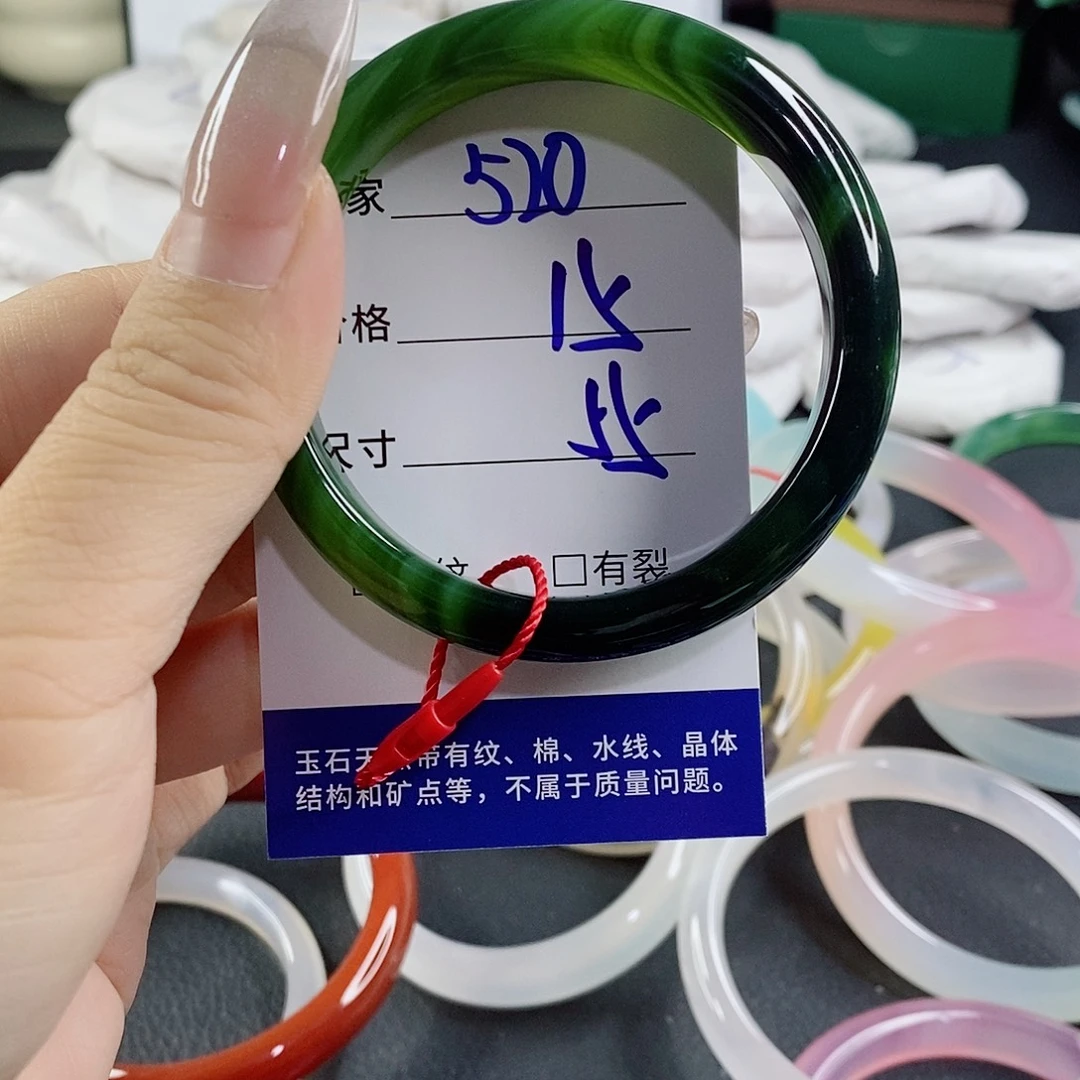 家 520
格
尺寸
纹 □有裂
玉石天然带有纹、棉、水线、晶体
结构和矿点等，不属于质量问题。